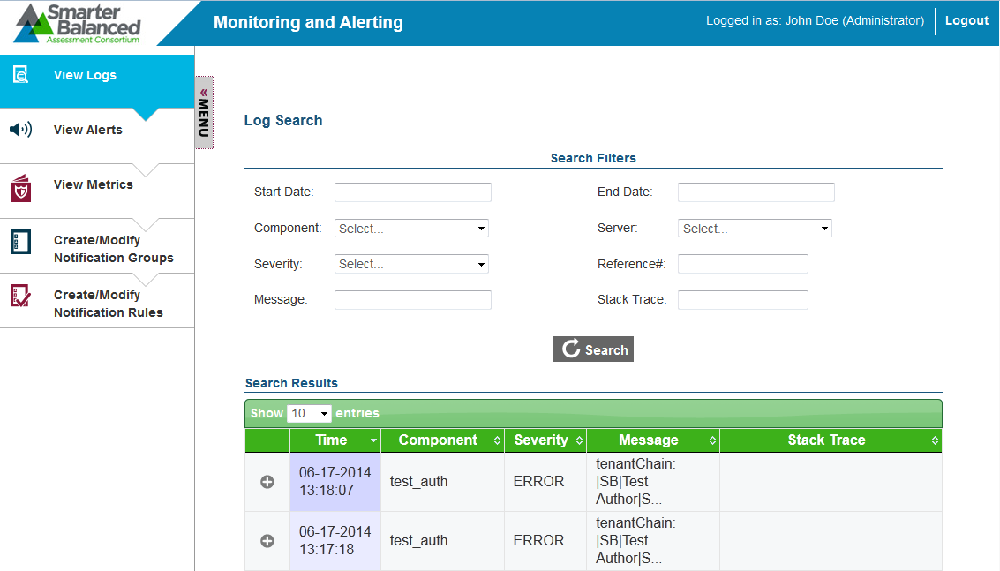 Smarter
Balanced
Assessment Consortium
Monitoring and Alerting
Logged in as: John Doe (Administrator)
Logout
View Logs
View Alerts
View Metrics
Create/Modify
Notification Groups
Create/Modify
Notification Rules
« MENU
Log Search
Search Filters
Start Date:
End Date:
Component: Select...
Server: Select...
Severity: Select...
Reference#:
Message:
Stack Trace:
Search
Search Results
Show 10 entries
Time Component Severity Message Stack Trace
06-17-2014
13:18:07
test_auth
ERROR
tenantChain:
|SB|Test
Author|S...
06-17-2014
13:17:18
test_auth
ERROR
tenantChain:
|SB|Test
Author|S...